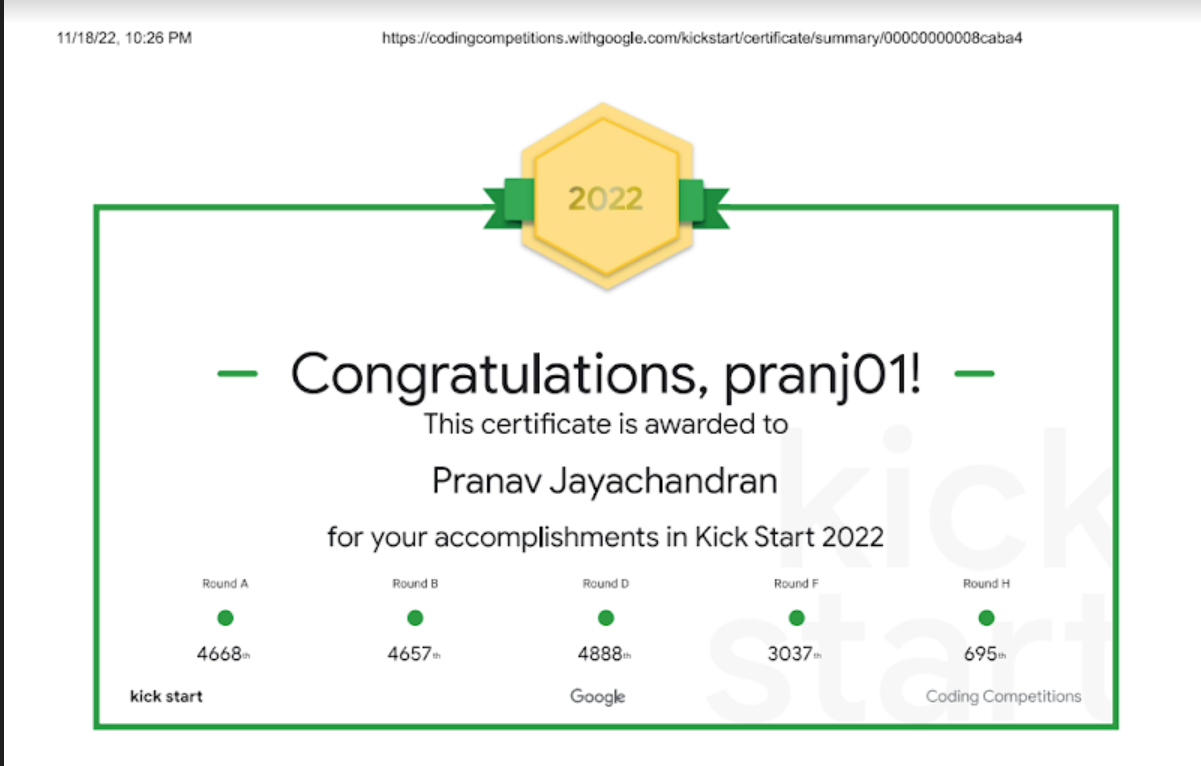 11/18/22, 10:26 PM https://codingcompetitions.withgoogle.com/kickstart/certificate/summary/00000000008caba4
2022
Congratulations, pranj01!
This certificate is awarded to
Pranav Jayachandran
for your accomplishments in Kick Start 2022
kick
start
Round A Round B Round D Round F Round H
4668th 4657th 4888th 3037th 695th
kick start Google Coding Competitions